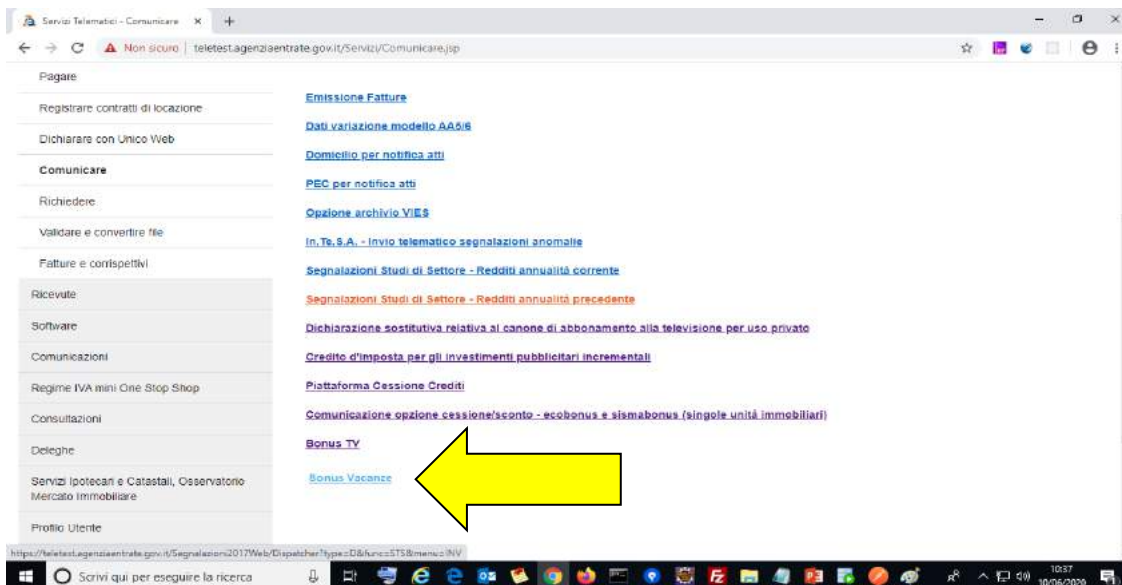 Servizi Telematici - Comunicare
Non sicuro | teletest.agenziaentrate.gov.it/Servizi/Comunicare.jsp
Pagare
Registrare contratti di locazione
Dichiarare con Unico Web
Comunicare
Richiedere
Validare e convertire file
Fatture e corrispettivi
Ricevute
Software
Comunicazioni
Regime IVA mini One Stop Shop
Consultazioni
Deleghe
Servizi Ipotecari e Catastali, Osservatorio
Mercato Immobiliare
Profilo Utente
Emissione Fatture
Dati variazione modello AA5/6
Domicilio per notifica atti
PEC per notifica atti
Opzione archivio VIES
In.Te.S.A. - Invio telematico segnalazioni anomalie
Segnalazioni Studi di Settore - Redditi annualità corrente
Segnalazioni Studi di Settore - Redditi annualità precedente
Dichiarazione sostitutiva relativa al canone di abbonamento alla televisione per uso privato
Credito d'imposta per gli investimenti pubblicitari incrementali
Piattaforma Cessione Crediti
Comunicazione opzione cessione/sconto - ecobonus e sismabonus (singole unità immobiliari)
Bonus TV
Bonus Vacanze
https://teletest.agenziaentrate.gov.it/Segnalazioni2017Web/Dispatcher?type=D&func=STS&menu=INV
Scrivi qui per eseguire la ricerca
10:37
10/06/2020